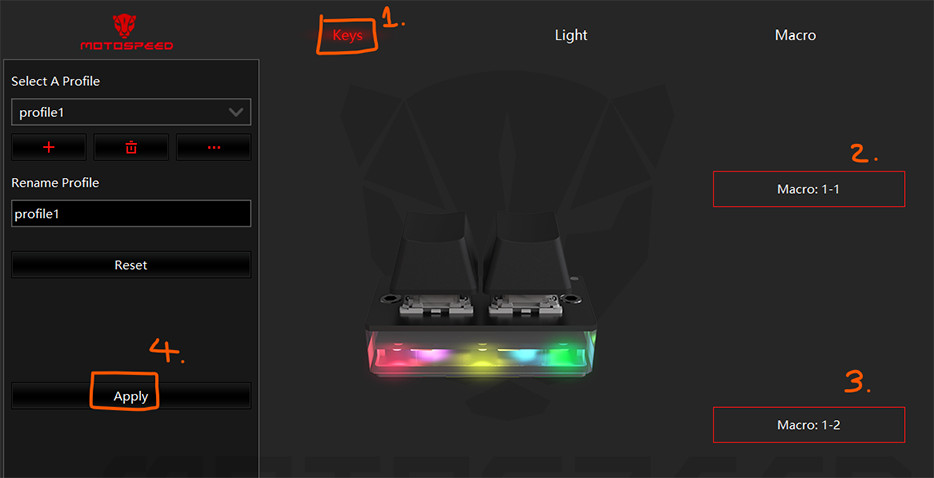 1.
Keys
Light
Macro
MOTOSPEED
Select A Profile
profile1
2.
Rename Profile
Macro: 1-1
profile1
Reset
4.
3.
Apply
Macro: 1-2